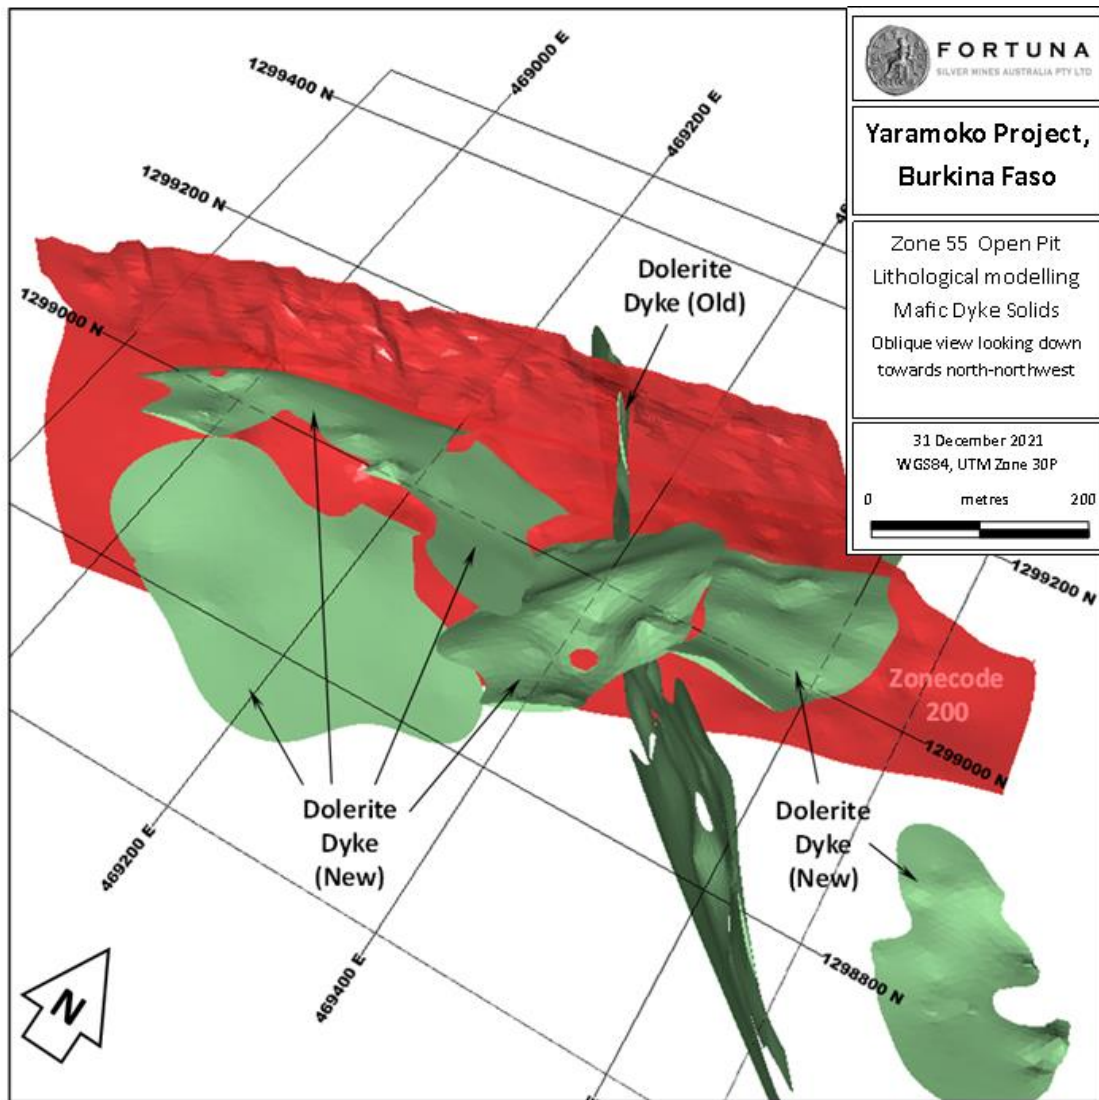 FORTUNA
SILVER MINES AUSTRALIA PTY LTD
Yaramoko Project,
Burkina Faso
Zone 55 Open Pit
Lithological modelling
Mafic Dyke Solids
Oblique view looking down
towards north-northwest
31 December 2021
WGS84, UTM Zone 30P
0 metres 200
1299400 N
469000 E
469200 E
1299200 N
1299000 N
Dolerite
Dyke (Old)
1299200 N
Zonecode
200
1299000 N
Dolerite
Dyke
(New)
Dolerite
Dyke
(New)
469200 E
469400 E
1298800 N
N